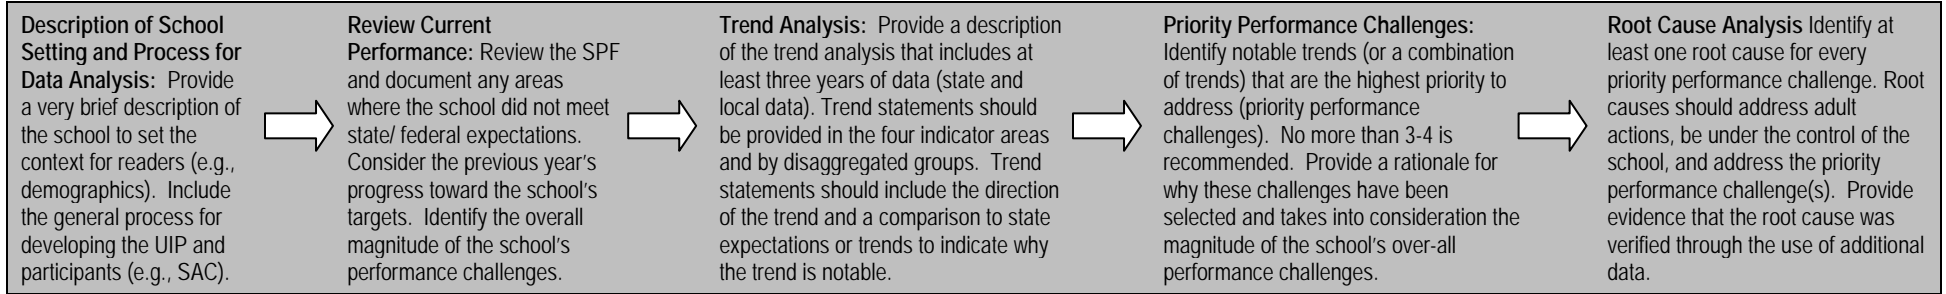 Description of School
Setting and Process for
Data Analysis:  Provide
a very brief description of
the school to set the
context for readers (e.g.,
demographics).  Include
the general process for
developing the UIP and
participants (e.g., SAC).
Review Current
Performance: Review the SPF
and document any areas
where the school did not meet
state/ federal expectations.
Consider the previous year's
progress toward the school's
targets.  Identify the overall
magnitude of the school's
performance challenges.
Trend Analysis:  Provide a description
of the trend analysis that includes at
least three years of data (state and
local data). Trend statements should
be provided in the four indicator areas
and by disaggregated groups.  Trend
statements should include the direction
of the trend and a comparison to state
expectations or trends to indicate why
the trend is notable.
Priority Performance Challenges:
Identify notable trends (or a combination
of trends) that are the highest priority to
address (priority performance
challenges).  No more than 3-4 is
recommended.  Provide a rationale for
why these challenges have been
selected and takes into consideration the
magnitude of the school's over-all
performance challenges.
Root Cause Analysis Identify at
least one root cause for every
priority performance challenge. Root
causes should address adult
actions, be under the control of the
school, and address the priority
performance challenge(s).  Provide
evidence that the root cause was
verified through the use of additional
data.